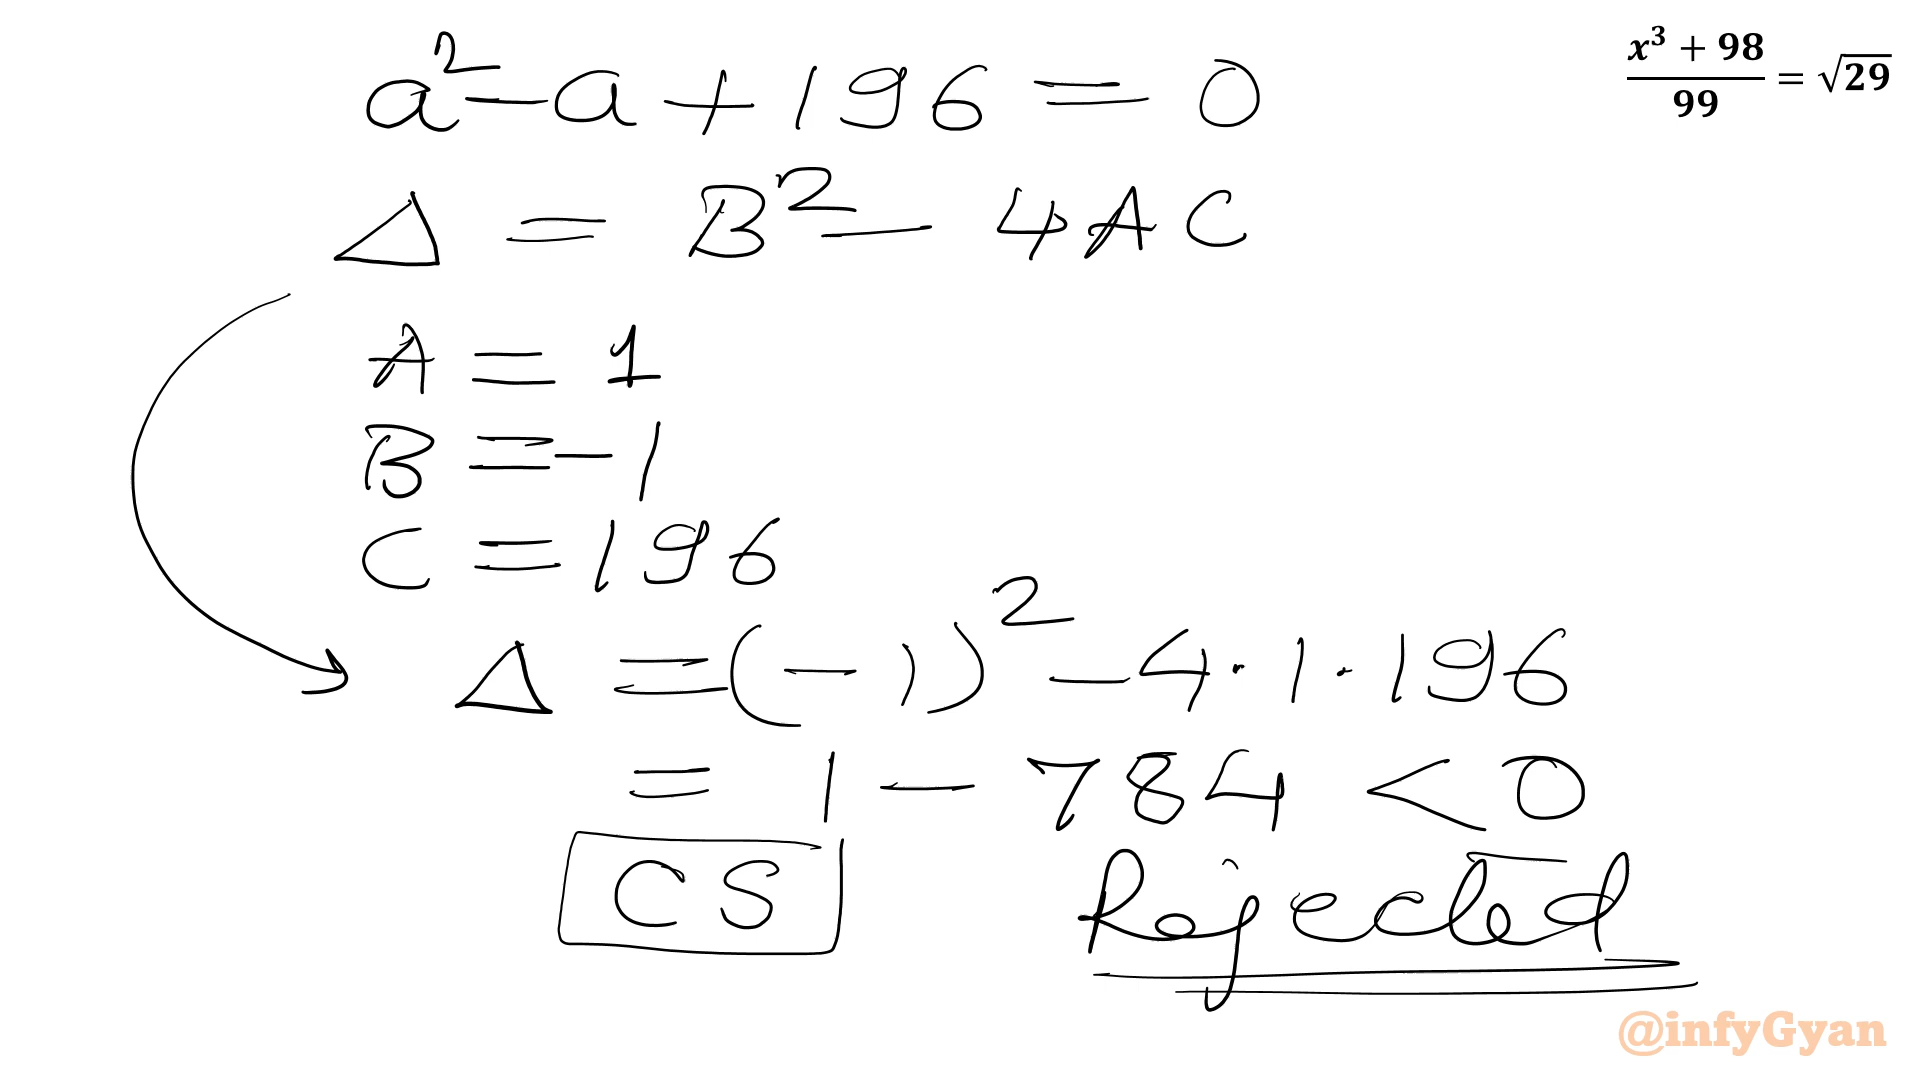 a² - a + 196 = 0
(x³ + 98)/99 = √29
Δ = B² - 4AC
A = 1
B = -1
C = 196
Δ = (-1)² - 4·1·196
= 1 - 784 < 0
CS Rejected
@infyGyan